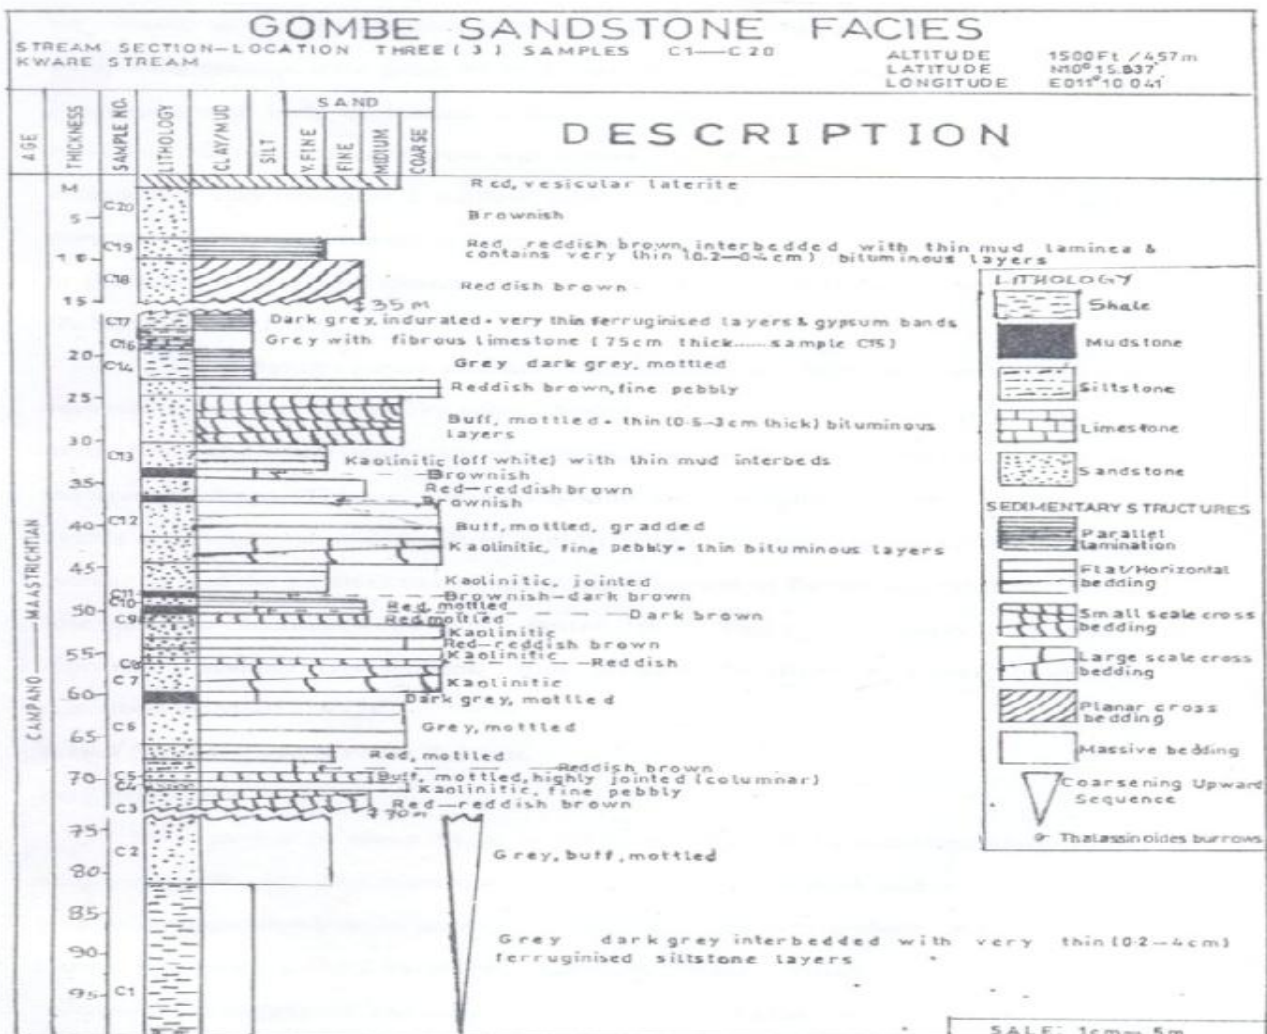 GOMBE SANDSTONE FACIES
STREAM SECTION—LOCATION THREE (3) SAMPLES C1—C20
KWARE STREAM
ALTITUDE 1500Ft / 457m
LATITUDE N10° 15.837'
LONGITUDE E011° 10.041'
AGE
THICKNESS
SAMPLE NO.
LITHOLOGY
CLAY/MUD
SILT
SAND
V.FINE
FINE
MIDIUM
COARSE
DESCRIPTION
CAMPANO — MAASTRICHTIAN
M
5
10
15
20
25
30
35
40
45
50
55
60
65
70
75
80
85
90
95
C20
C19
C18
C17
C16
C14
C13
C12
C11
C10
C9
C8
C7
C6
C5
C4
C3
C2
C1
Red, vesicular laterite
Brownish
Red, reddish brown, interbedded with thin mud laminea &
contains very thin (0.2—0.4cm) bituminous layers
Reddish brown
35m
Dark grey, indurated - very thin ferruginised layers & gypsum bands
Grey with fibrous limestone (75cm thick......sample C15)
Grey dark grey, mottled
Reddish brown, fine pebbly
Buff, mottled - thin (0.5—3cm thick) bituminous
layers
Kaolinitic (off white) with thin mud interbeds
Brownish
Red—reddish brown
Brownish
Buff, mottled, gradded
Kaolinitic, fine pebbly - thin bituminous layers
Kaolinitic, jointed
Brownish—dark brown
Red, mottled
Dark brown
Red mottled
Kaolinitic
Red—reddish brown
Kaolinitic
Reddish
Kaolinitic
Dark grey, mottled
Grey, mottled
Red, mottled
Reddish brown
Buff, mottled, highly jointed (columnar)
Kaolinitic, fine pebbly
Red—reddish brown
70m
Grey, buff, mottled
Grey dark grey interbedded with very thin (0.2—4cm)
ferruginised siltstone layers
LITHOLOGY
Shale
Mudstone
Siltstone
Limestone
Sandstone
SEDIMENTARY STRUCTURES
Parallel
lamination
Flat/Horizontal
bedding
Small scale cross
bedding
Large scale cross
bedding
Planar cross
bedding
Massive bedding
Coarsening Upward
Sequence
Thalassinoides burrows
SALE: 1cm — 5m